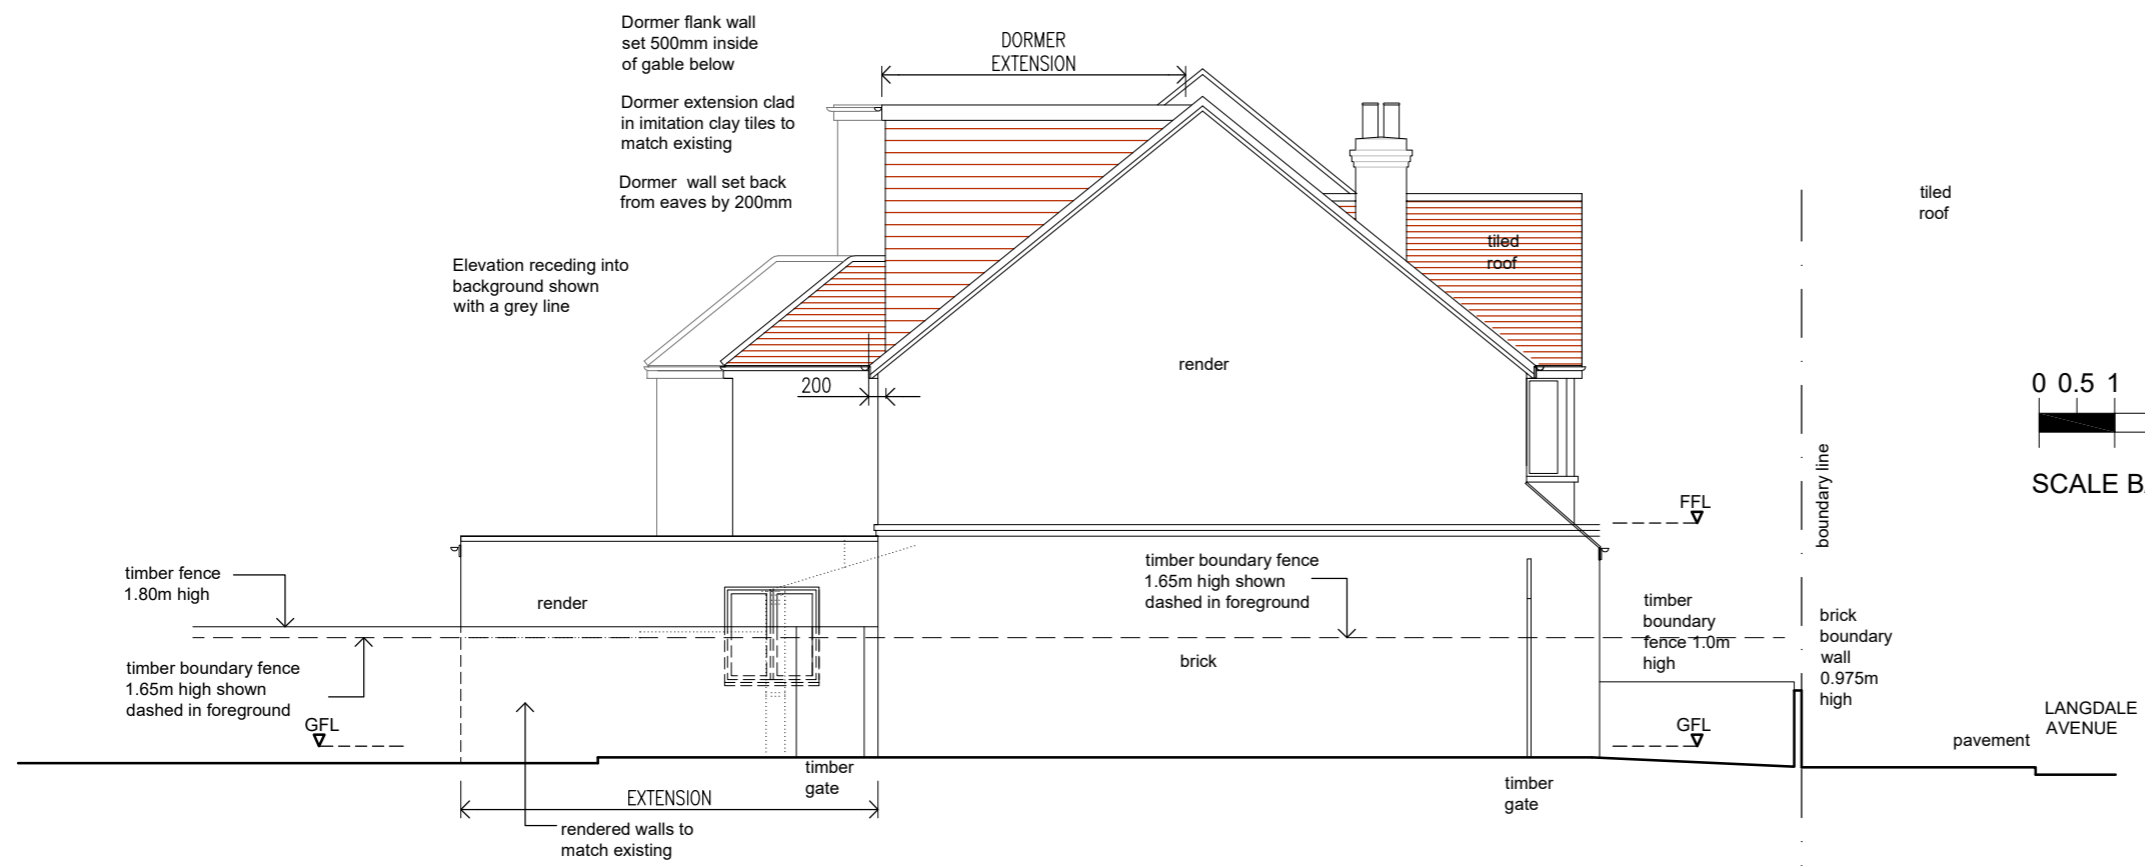 Dormer flank wall
set 500mm inside
of gable below
Dormer extension clad
in imitation clay tiles to
match existing
Dormer wall set back
from eaves by 200mm
Elevation receding into
background shown
with a grey line
DORMER
EXTENSION
tiled
roof
tiled
roof
render
200
0 0.5 1
SCALE BA
boundary line
FFL
timber fence
1.80m high
render
timber boundary fence
1.65m high shown
dashed in foreground
timber
boundary
fence 1.0m
high
brick
boundary
wall
0.975m
high
timber boundary fence
1.65m high shown
dashed in foreground
brick
GFL
GFL
LANGDALE
AVENUE
pavement
timber
gate
timber
gate
EXTENSION
rendered walls to
match existing